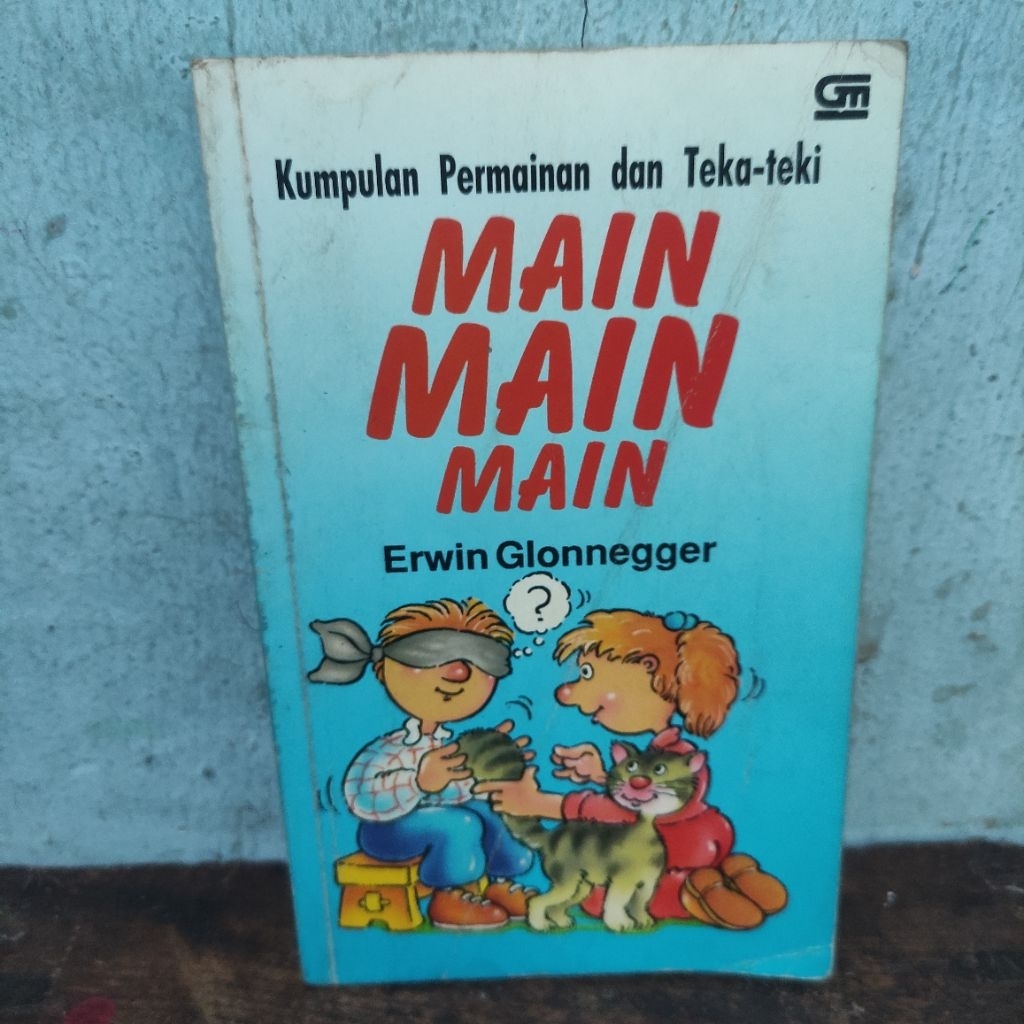 GM
Kumpulan Permainan dan Teka-teki
MAIN
MAIN
MAIN
Erwin Glonnegger
?